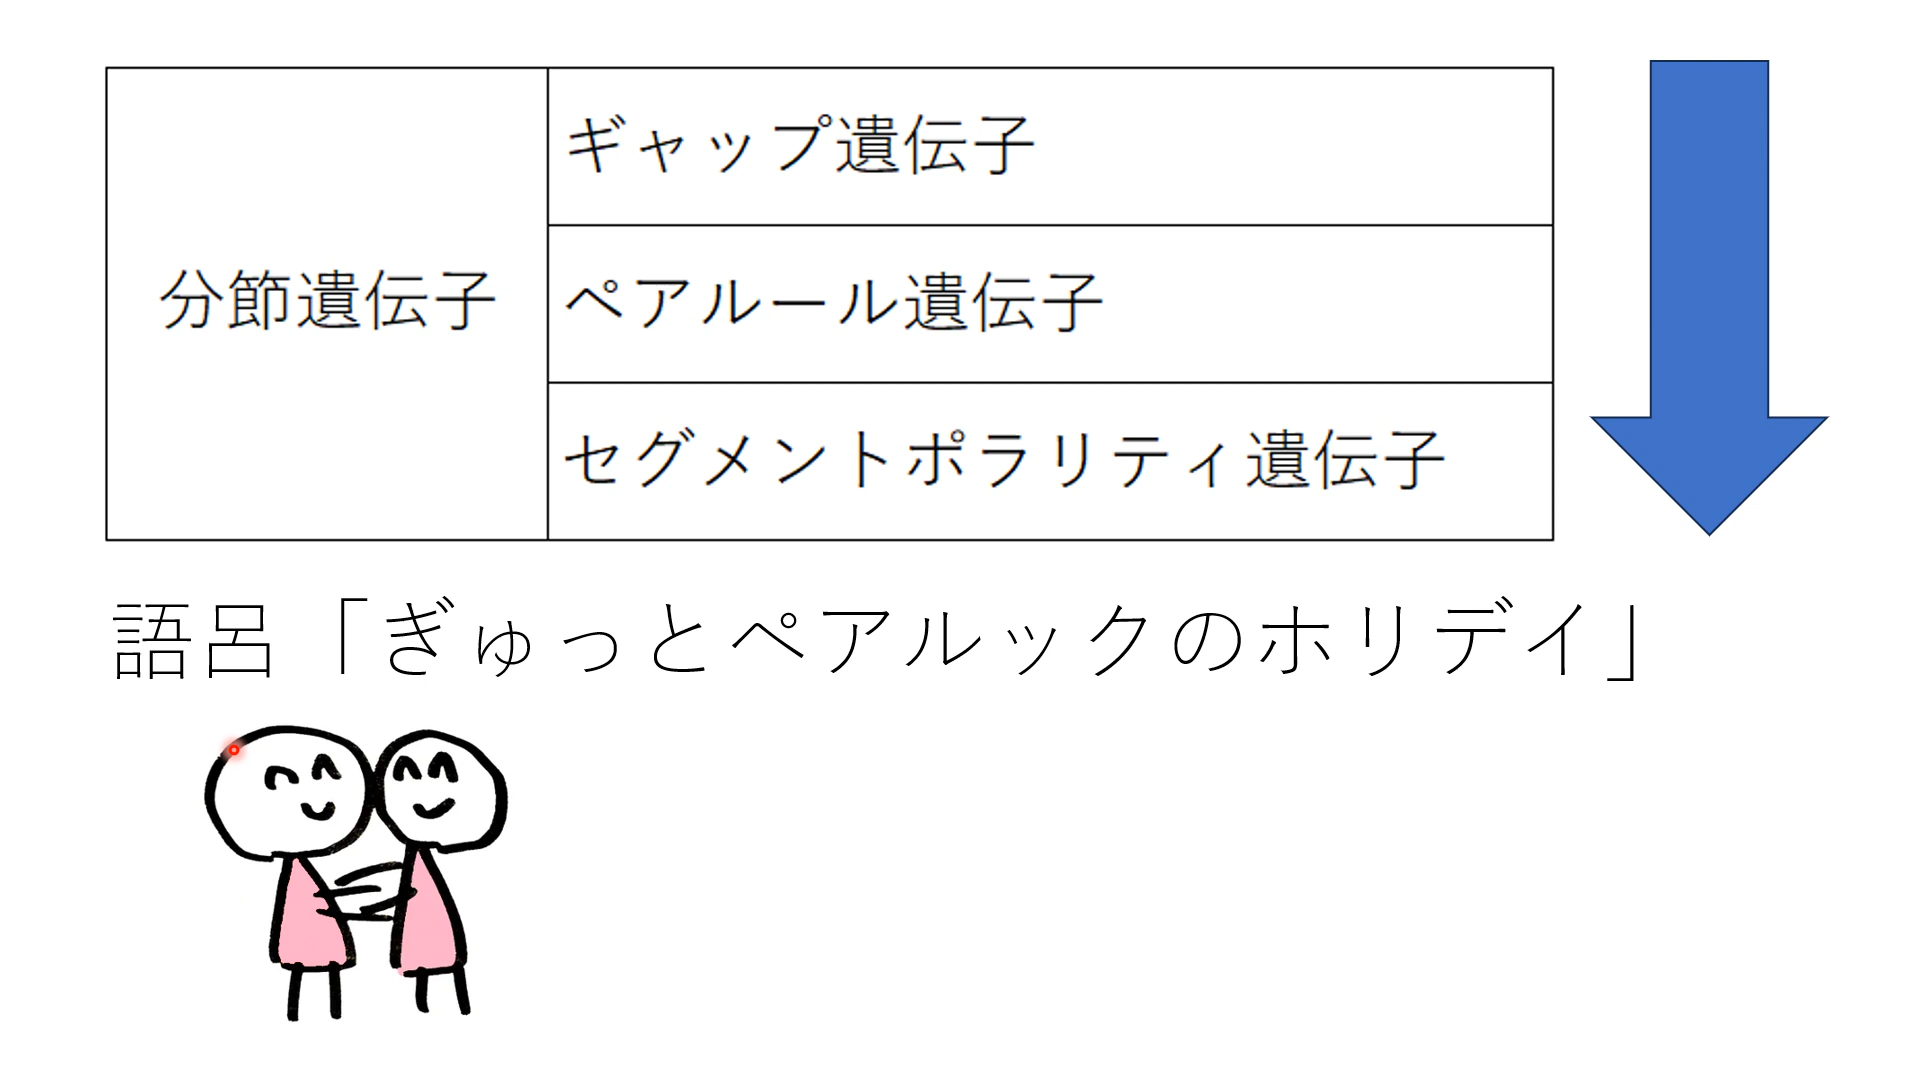 ギャップ遺伝子
分節遺伝子
ペアルール遺伝子
セグメントポラリティ遺伝子
語呂「ぎゅっとペアルックのホリデイ」